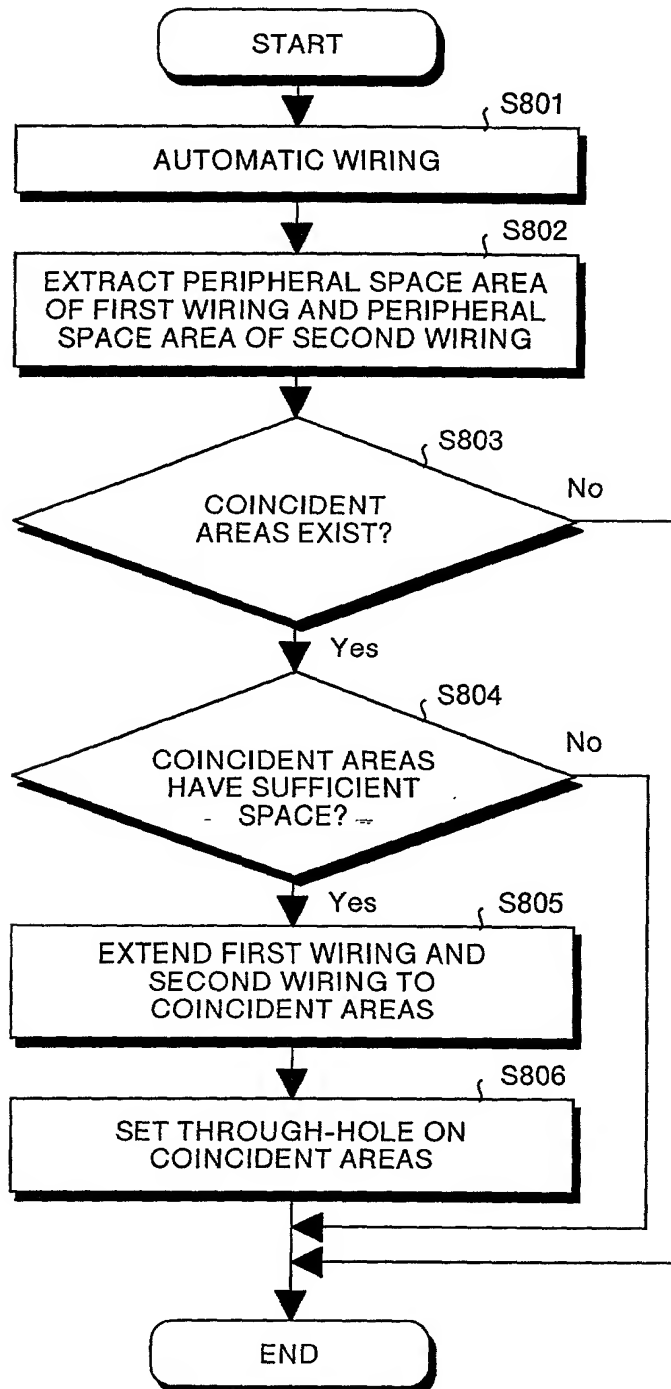 START
S801
AUTOMATIC WIRING
S802
EXTRACT PERIPHERAL SPACE AREA
OF FIRST WIRING AND PERIPHERAL
SPACE AREA OF SECOND WIRING
S803
COINCIDENT
AREAS EXIST?
No
Yes
S804
COINCIDENT AREAS
HAVE SUFFICIENT
SPACE?
No
Yes
S805
EXTEND FIRST WIRING AND
SECOND WIRING TO
COINCIDENT AREAS
S806
SET THROUGH-HOLE ON
COINCIDENT AREAS
END